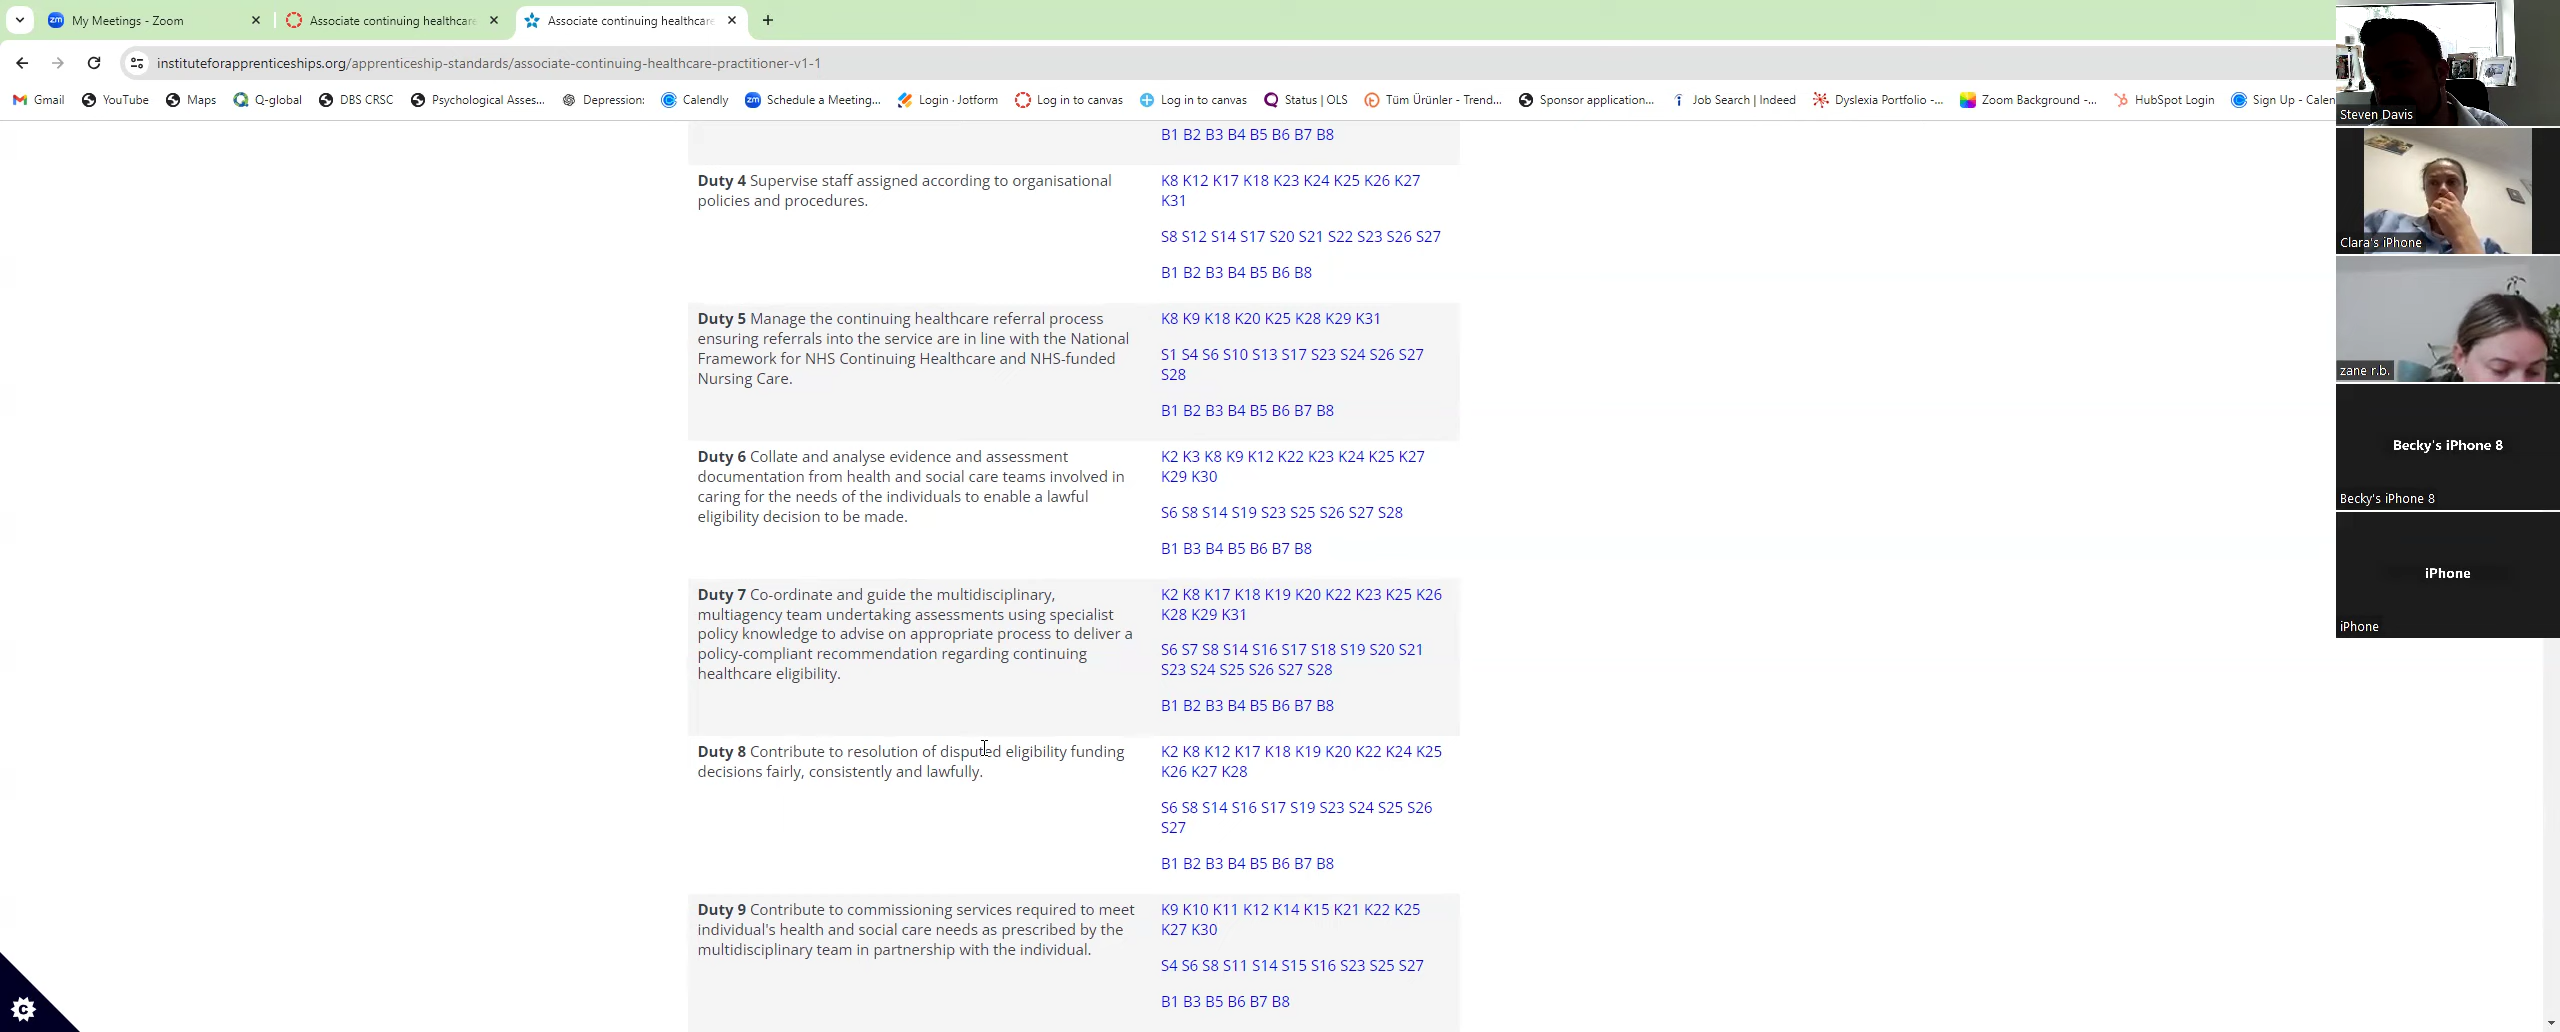 My Meetings - Zoom
Associate continuing healthcare
Associate continuing healthcare
instituteforapprenticeships.org/apprenticeship-standards/associate-continuing-healthcare-practitioner-v1-1
Gmail
YouTube
Maps
Q-global
DBS CRSC
Psychological Asses...
Depression:
Calendly
Schedule a Meeting...
Login · Jotform
Log in to canvas
Log in to canvas
Status | OLS
Tüm Ürünler - Trend...
Sponsor application...
Job Search | Indeed
Dyslexia Portfolio -...
Zoom Background -...
HubSpot Login
Sign Up - Calen
B1 B2 B3 B4 B5 B6 B7 B8
Duty 4 Supervise staff assigned according to organisational
policies and procedures.
K8 K12 K17 K18 K23 K24 K25 K26 K27
K31
S8 S12 S14 S17 S20 S21 S22 S23 S26 S27
B1 B2 B3 B4 B5 B6 B8
Duty 5 Manage the continuing healthcare referral process
ensuring referrals into the service are in line with the National
Framework for NHS Continuing Healthcare and NHS-funded
Nursing Care.
K8 K9 K18 K20 K25 K28 K29 K31
S1 S4 S6 S10 S13 S17 S23 S24 S26 S27
S28
B1 B2 B3 B4 B5 B6 B7 B8
Duty 6 Collate and analyse evidence and assessment
documentation from health and social care teams involved in
caring for the needs of the individuals to enable a lawful
eligibility decision to be made.
K2 K3 K8 K9 K12 K22 K23 K24 K25 K27
K29 K30
S6 S8 S14 S19 S23 S25 S26 S27 S28
B1 B3 B4 B5 B6 B7 B8
Duty 7 Co-ordinate and guide the multidisciplinary,
multiagency team undertaking assessments using specialist
policy knowledge to advise on appropriate process to deliver a
policy-compliant recommendation regarding continuing
healthcare eligibility.
K2 K8 K17 K18 K19 K20 K22 K23 K25 K26
K28 K29 K31
S6 S7 S8 S14 S16 S17 S18 S19 S20 S21
S23 S24 S25 S26 S27 S28
B1 B2 B3 B4 B5 B6 B7 B8
Duty 8 Contribute to resolution of disputed eligibility funding
decisions fairly, consistently and lawfully.
K2 K8 K12 K17 K18 K19 K20 K22 K24 K25
K26 K27 K28
S6 S8 S14 S16 S17 S19 S23 S24 S25 S26
S27
B1 B2 B3 B4 B5 B6 B7 B8
Duty 9 Contribute to commissioning services required to meet
individual's health and social care needs as prescribed by the
multidisciplinary team in partnership with the individual.
K9 K10 K11 K12 K14 K15 K21 K22 K25
K27 K30
S4 S6 S8 S11 S14 S15 S16 S23 S25 S27
B1 B3 B5 B6 B7 B8
Steven Davis
Clara's iPhone
zane r.b.
Becky's iPhone 8
Becky's iPhone 8
iPhone
iPhone